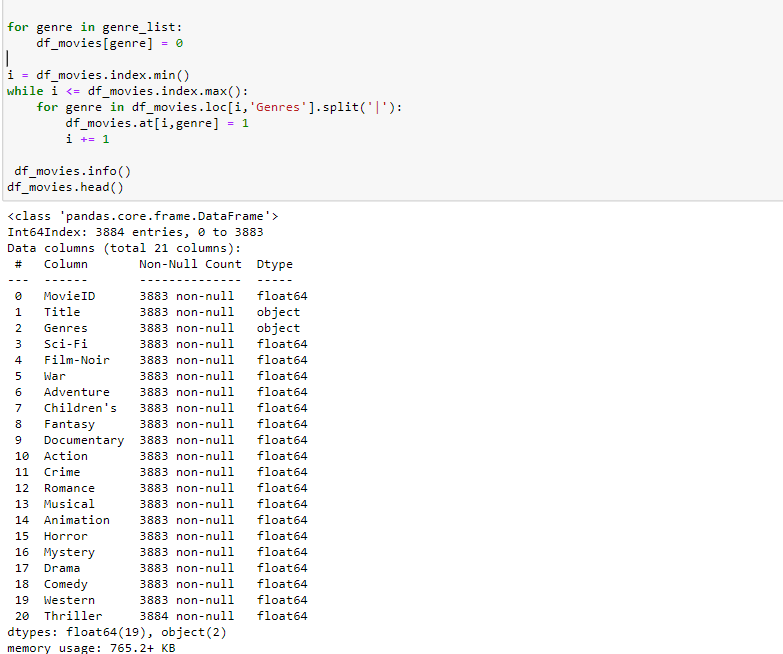 for genre in genre_list:
    df_movies[genre] = 0

i = df_movies.index.min()
while i <= df_movies.index.max():
    for genre in df_movies.loc[i,'Genres'].split('|'):
        df_movies.at[i,genre] = 1
        i += 1

 df_movies.info()
df_movies.head()
<class 'pandas.core.frame.DataFrame'>
Int64Index: 3884 entries, 0 to 3883
Data columns (total 21 columns):
 #   Column       Non-Null Count  Dtype
---  ------       --------------  -----
 0   MovieID      3883 non-null   float64
 1   Title        3883 non-null   object
 2   Genres       3883 non-null   object
 3   Sci-Fi       3883 non-null   float64
 4   Film-Noir    3883 non-null   float64
 5   War          3883 non-null   float64
 6   Adventure    3883 non-null   float64
 7   Children's   3883 non-null   float64
 8   Fantasy      3883 non-null   float64
 9   Documentary  3883 non-null   float64
 10  Action       3883 non-null   float64
 11  Crime        3883 non-null   float64
 12  Romance      3883 non-null   float64
 13  Musical      3883 non-null   float64
 14  Animation    3883 non-null   float64
 15  Horror       3883 non-null   float64
 16  Mystery      3883 non-null   float64
 17  Drama        3883 non-null   float64
 18  Comedy       3883 non-null   float64
 19  Western      3883 non-null   float64
 20  Thriller     3884 non-null   float64
dtypes: float64(19), object(2)
memory usage: 765.2+ KB